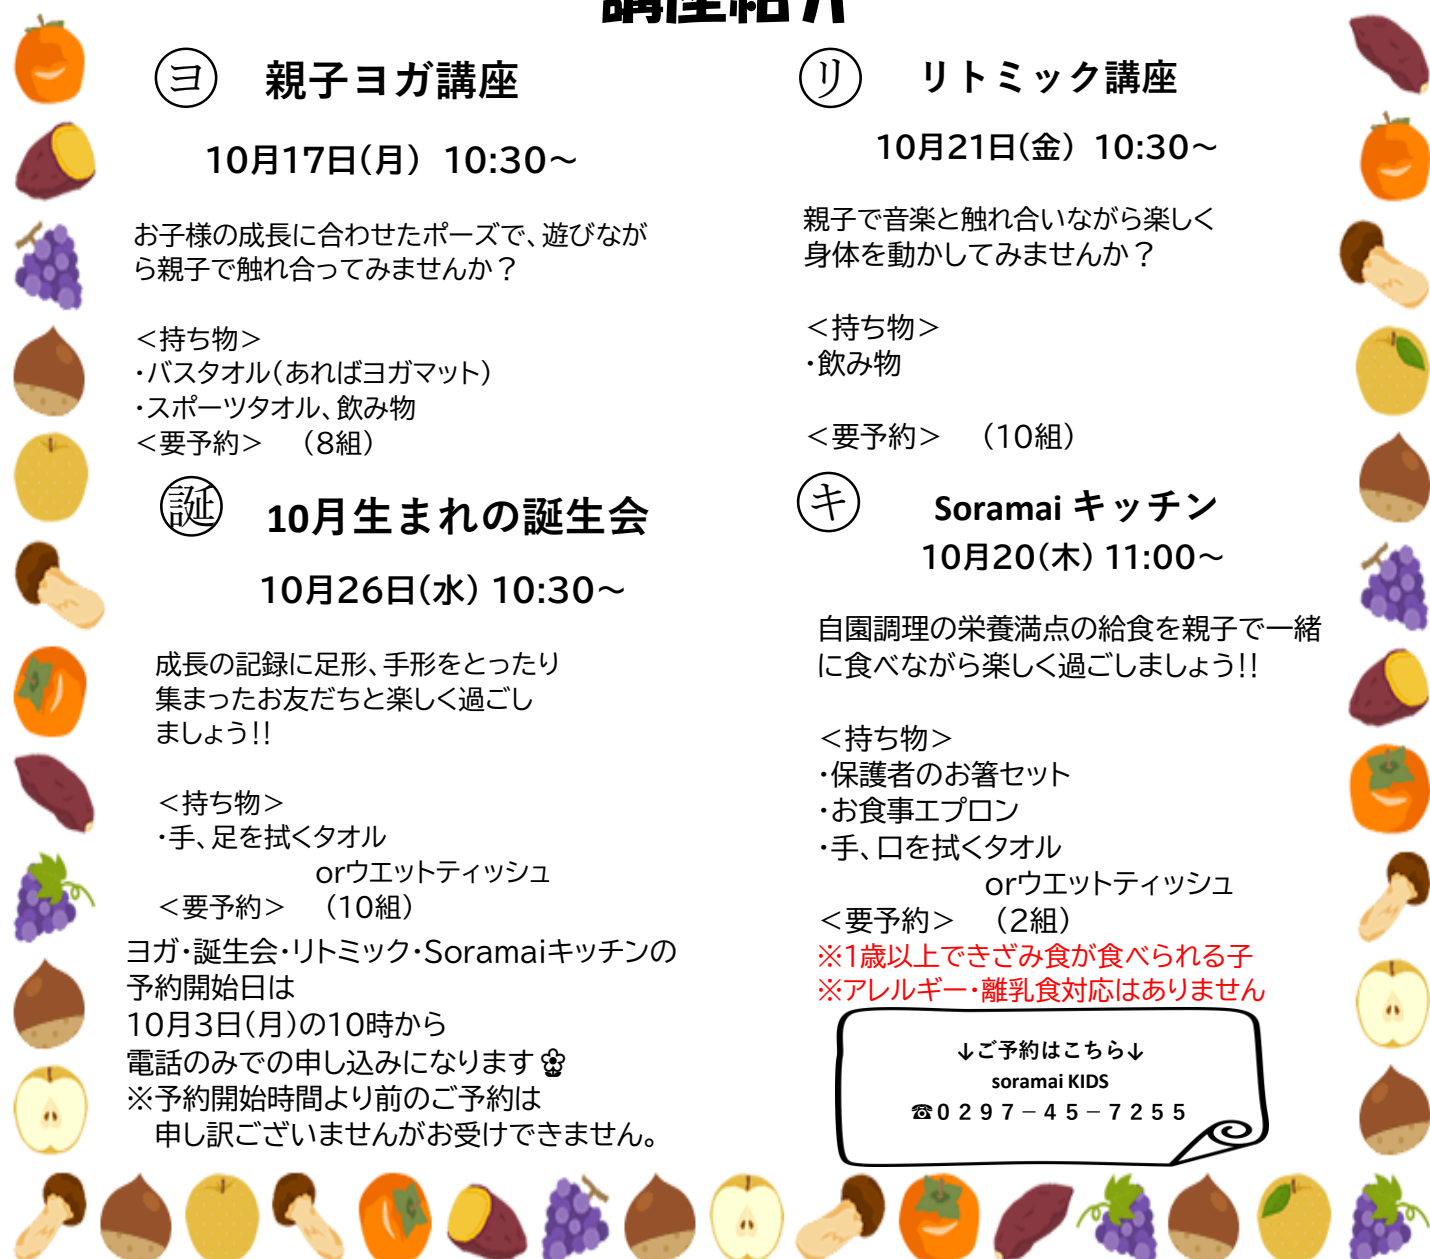 講座紹介
ヨ 親子ヨガ講座
10月17日(月) 10:30～
お子様の成長に合わせたポーズで、遊びなが
ら親子で触れ合ってみませんか？
＜持ち物＞
・バスタオル(あればヨガマット)
・スポーツタオル、飲み物
＜要予約＞ (8組)
リ リトミック講座
10月21日(金) 10:30～
親子で音楽と触れ合いながら楽しく
身体を動かしてみませんか？
＜持ち物＞
・飲み物
＜要予約＞ (10組)
誕 10月生まれの誕生会
10月26日(水) 10:30～
成長の記録に足形、手形をとったり
集まったお友だちと楽しく過ごし
ましょう!!
＜持ち物＞
・手、足を拭くタオル
orウエットティッシュ
＜要予約＞ (10組)
キ Soramai キッチン
10月20(木) 11:00～
自園調理の栄養満点の給食を親子で一緒
に食べながら楽しく過ごしましょう!!
＜持ち物＞
・保護者のお箸セット
・お食事エプロン
・手、口を拭くタオル
orウエットティッシュ
＜要予約＞ (2組)
※1歳以上できざみ食が食べられる子
※アレルギー・離乳食対応はありません
ヨガ・誕生会・リトミック・Soramaiキッチンの
予約開始日は
10月3日(月)の10時から
電話のみでの申し込みになります
※予約開始時間より前のご予約は
申し訳ございませんがお受けできません。
↓ご予約はこちら↓
soramai KIDS
☎０２９７－４５－７２５５